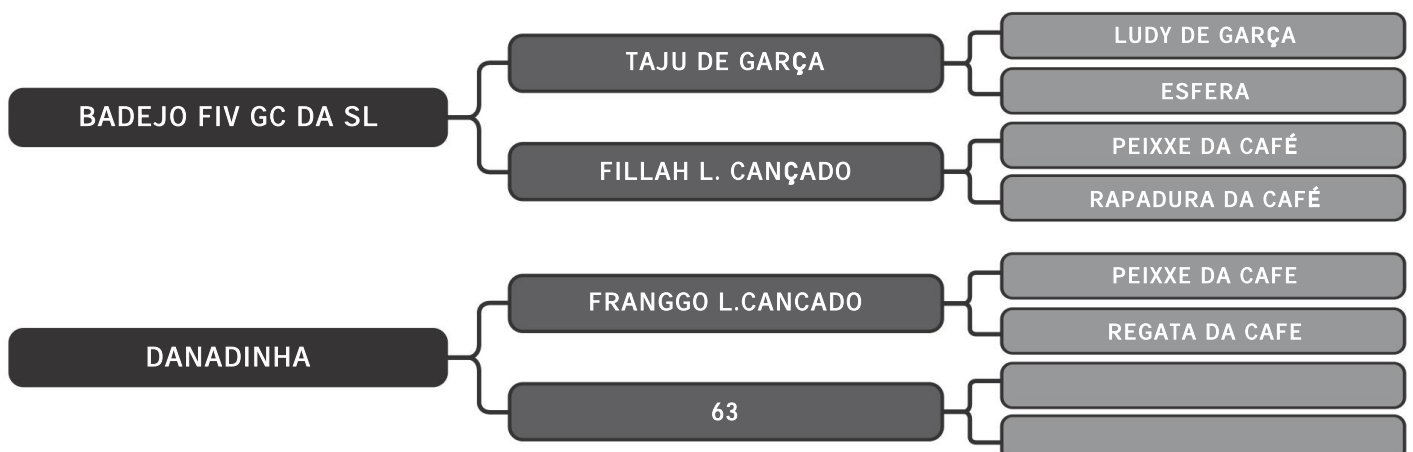 LUDY DE GARÇA
TAJU DE GARÇA
ESFERA
BADEJO FIV GC DA SL
PEIXXE DA CAFÉ
FILLAH L. CANÇADO
RAPADURA DA CAFÉ
PEIXXE DA CAFE
FRANGGO L.CANCADO
REGATA DA CAFE
DANADINHA
63